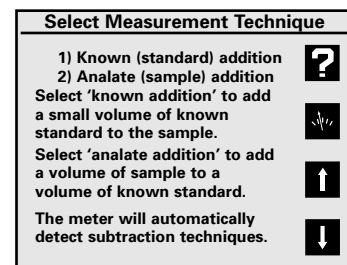 Select Measurement Technique
1) Known (standard) addition
2) Analate (sample) addition
Select ‘known addition’ to add
a small volume of known
standard to the sample.
Select ‘analate addition’ to add
a volume of sample to a
volume of known standard.
The meter will automatically
detect subtraction techniques.
?